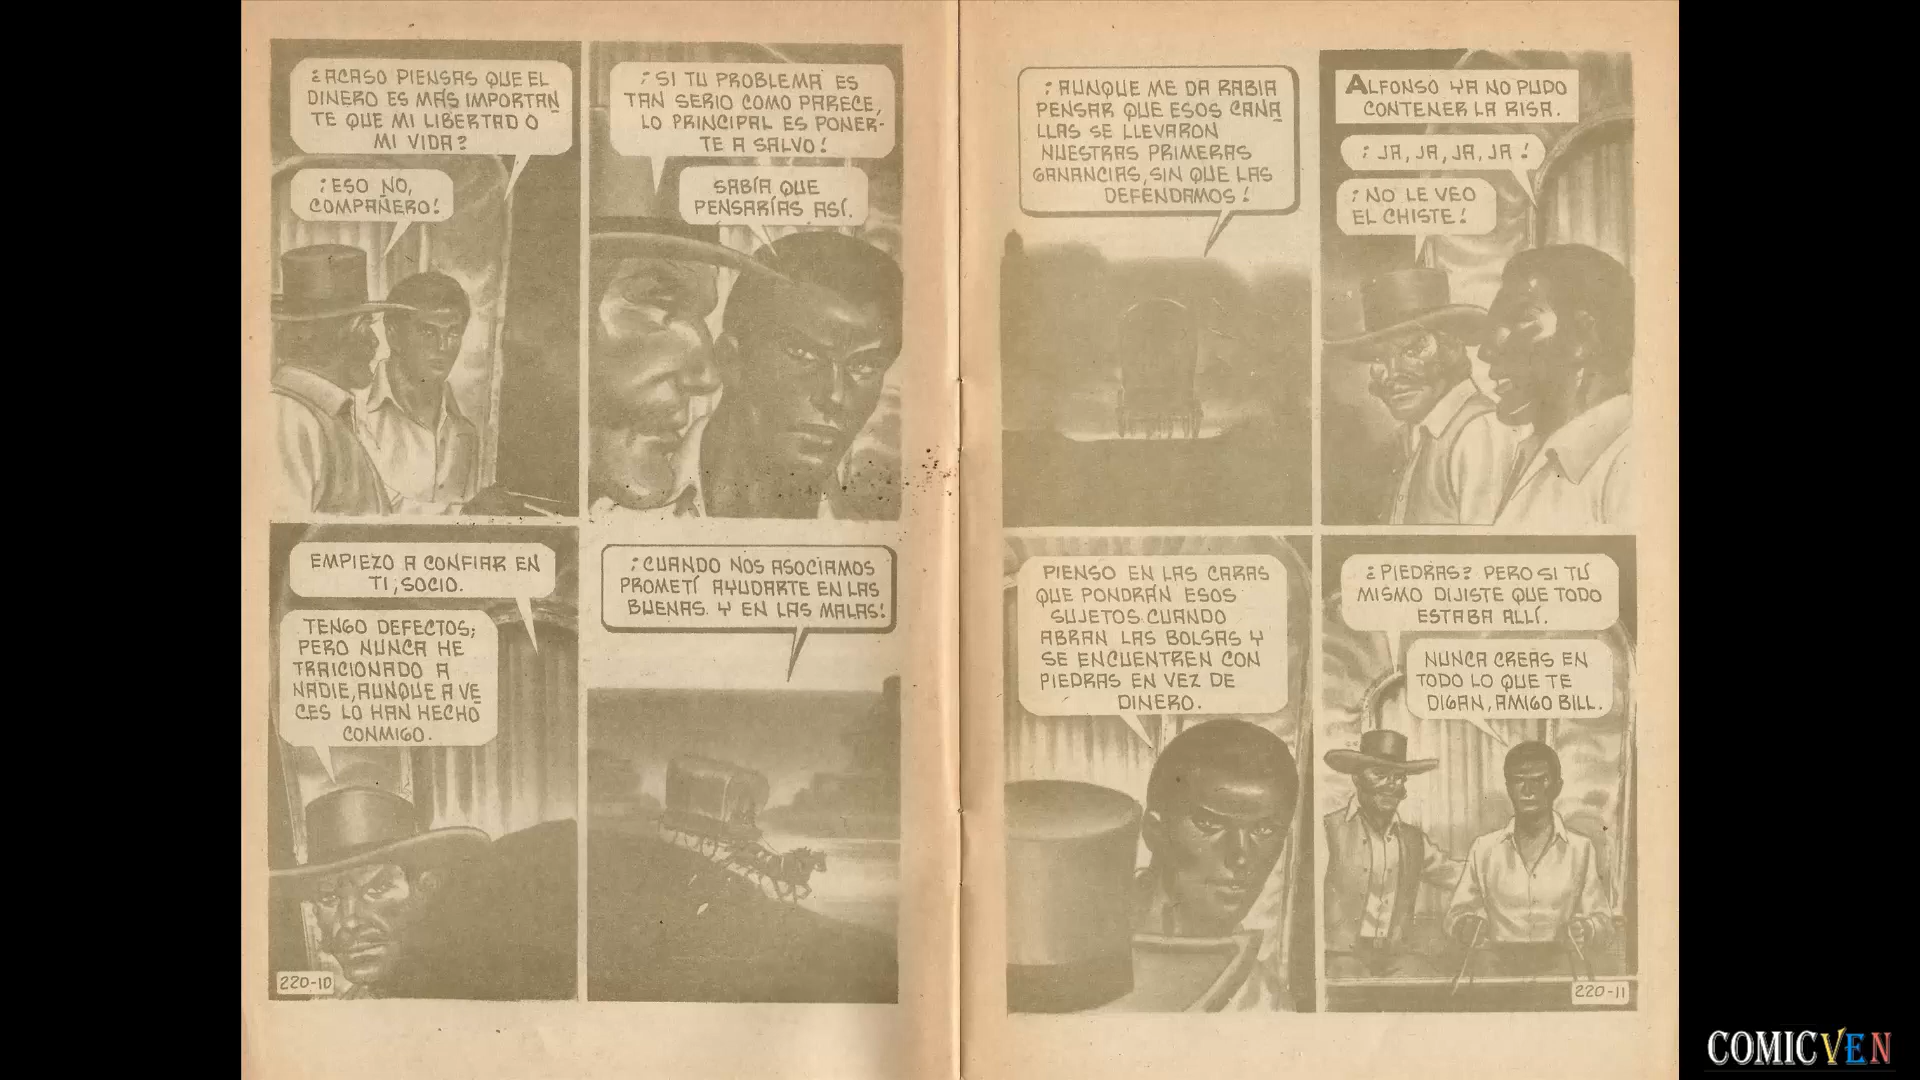 ¿ACASO PIENSAS QUE EL
DINERO ES MÁS IMPORTAN
TE QUE MI LIBERTAD O
MI VIDA?
¡ESO NO,
COMPAÑERO!
¡SI TU PROBLEMA ES
TAN SERIO COMO PARECE,
LO PRINCIPAL ES PONER-
TE A SALVO!
SABÍA QUE
PENSARÍAS ASÍ.
EMPIEZO A CONFIAR EN
TI, SOCIO.
TENGO DEFECTOS;
PERO NUNCA HE
TRAICIONADO A
NADIE, AUNQUE A VE
CES LO HAN HECHO
CONMIGO.
220-10
¡CUANDO NOS ASOCIAMOS
PROMETÍ AYUDARTE EN LAS
BUENAS Y EN LAS MALAS!
¡AUNQUE ME DA RABIA
PENSAR QUE ESOS CANA
LLAS SE LLEVARON
NUESTRAS PRIMERAS
GANANCIAS, SIN QUE LAS
DEFENDAMOS!
ALFONSO YA NO PUDO
CONTENER LA RISA.
¡JA, JA, JA, JA!
¡NO LE VEO
EL CHISTE!
PIENSO EN LAS CARAS
QUE PONDRÁN ESOS
SUJETOS CUANDO
ABRAN LAS BOLSAS Y
SE ENCUENTREN CON
PIEDRAS EN VEZ DE
DINERO.
¿PIEDRAS? PERO SI TÚ
MISMO DIJISTE QUE TODO
ESTABA ALLÍ.
NUNCA CREAS EN
TODO LO QUE TE
DIGAN, AMIGO BILL.
220-11
COMICVEN